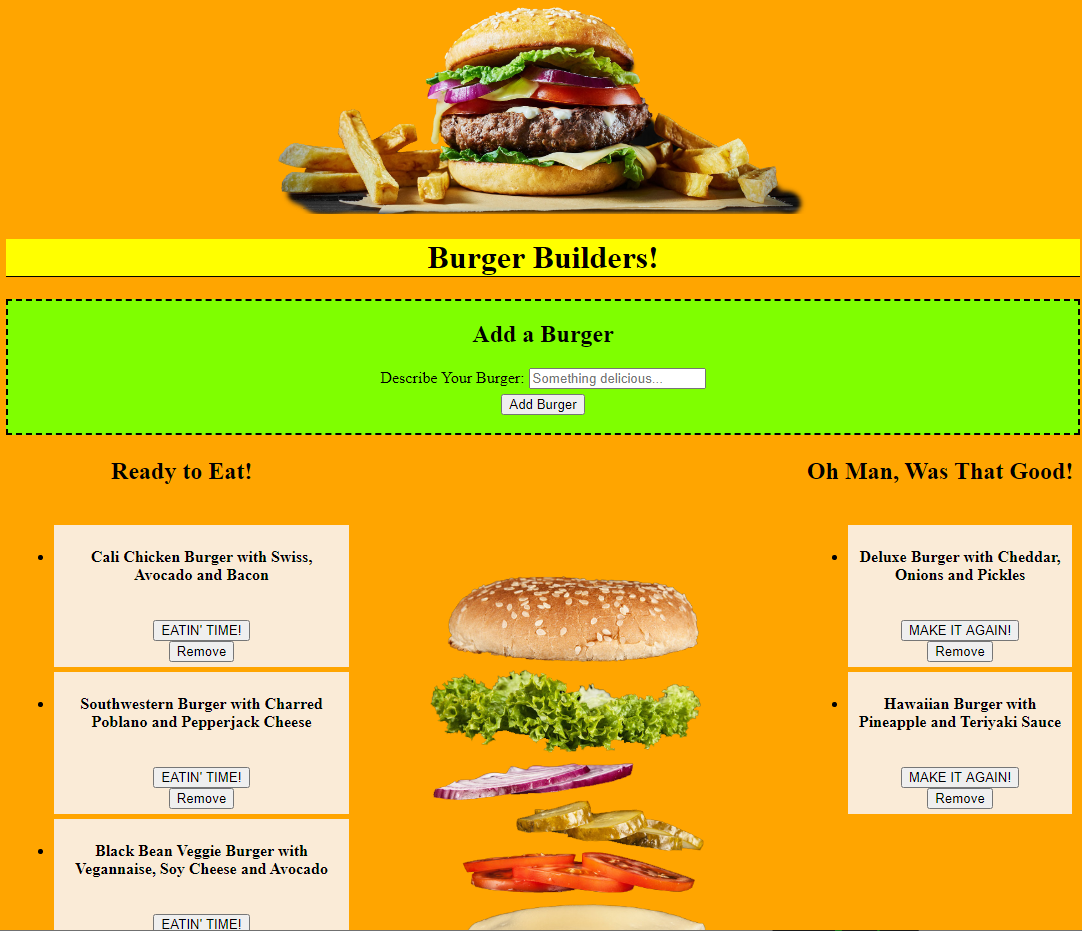 Burger Builders!
Add a Burger
Describe Your Burger: Something delicious...
Add Burger
Ready to Eat!
Cali Chicken Burger with Swiss,
Avocado and Bacon
EATIN' TIME!
Remove
Southwestern Burger with Charred
Poblano and Pepperjack Cheese
EATIN' TIME!
Remove
Black Bean Veggie Burger with
Vegannaise, Soy Cheese and Avocado
EATIN' TIME!
Oh Man, Was That Good!
Deluxe Burger with Cheddar,
Onions and Pickles
MAKE IT AGAIN!
Remove
Hawaiian Burger with
Pineapple and Teriyaki Sauce
MAKE IT AGAIN!
Remove